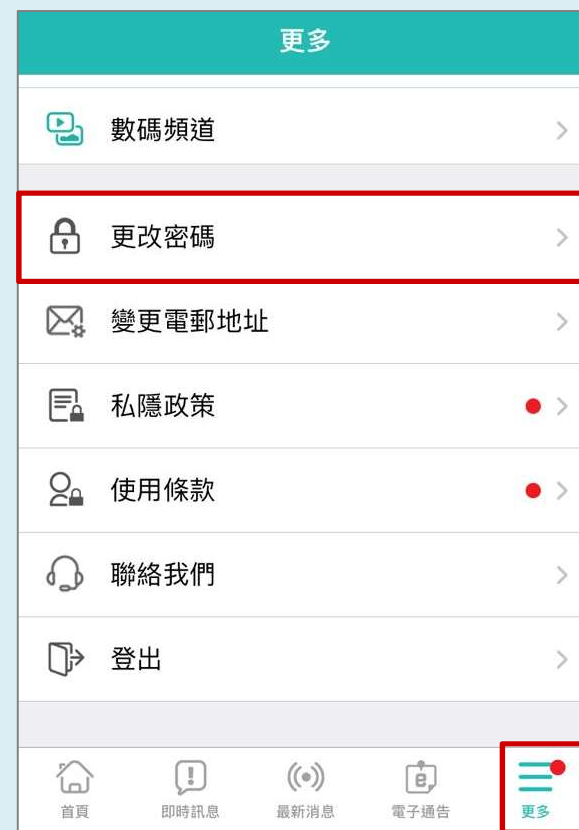 更多
數碼頻道
更改密碼
變更電郵地址
私隱政策
使用條款
聯絡我們
登出
首頁
即時訊息
最新消息
電子通告
更多